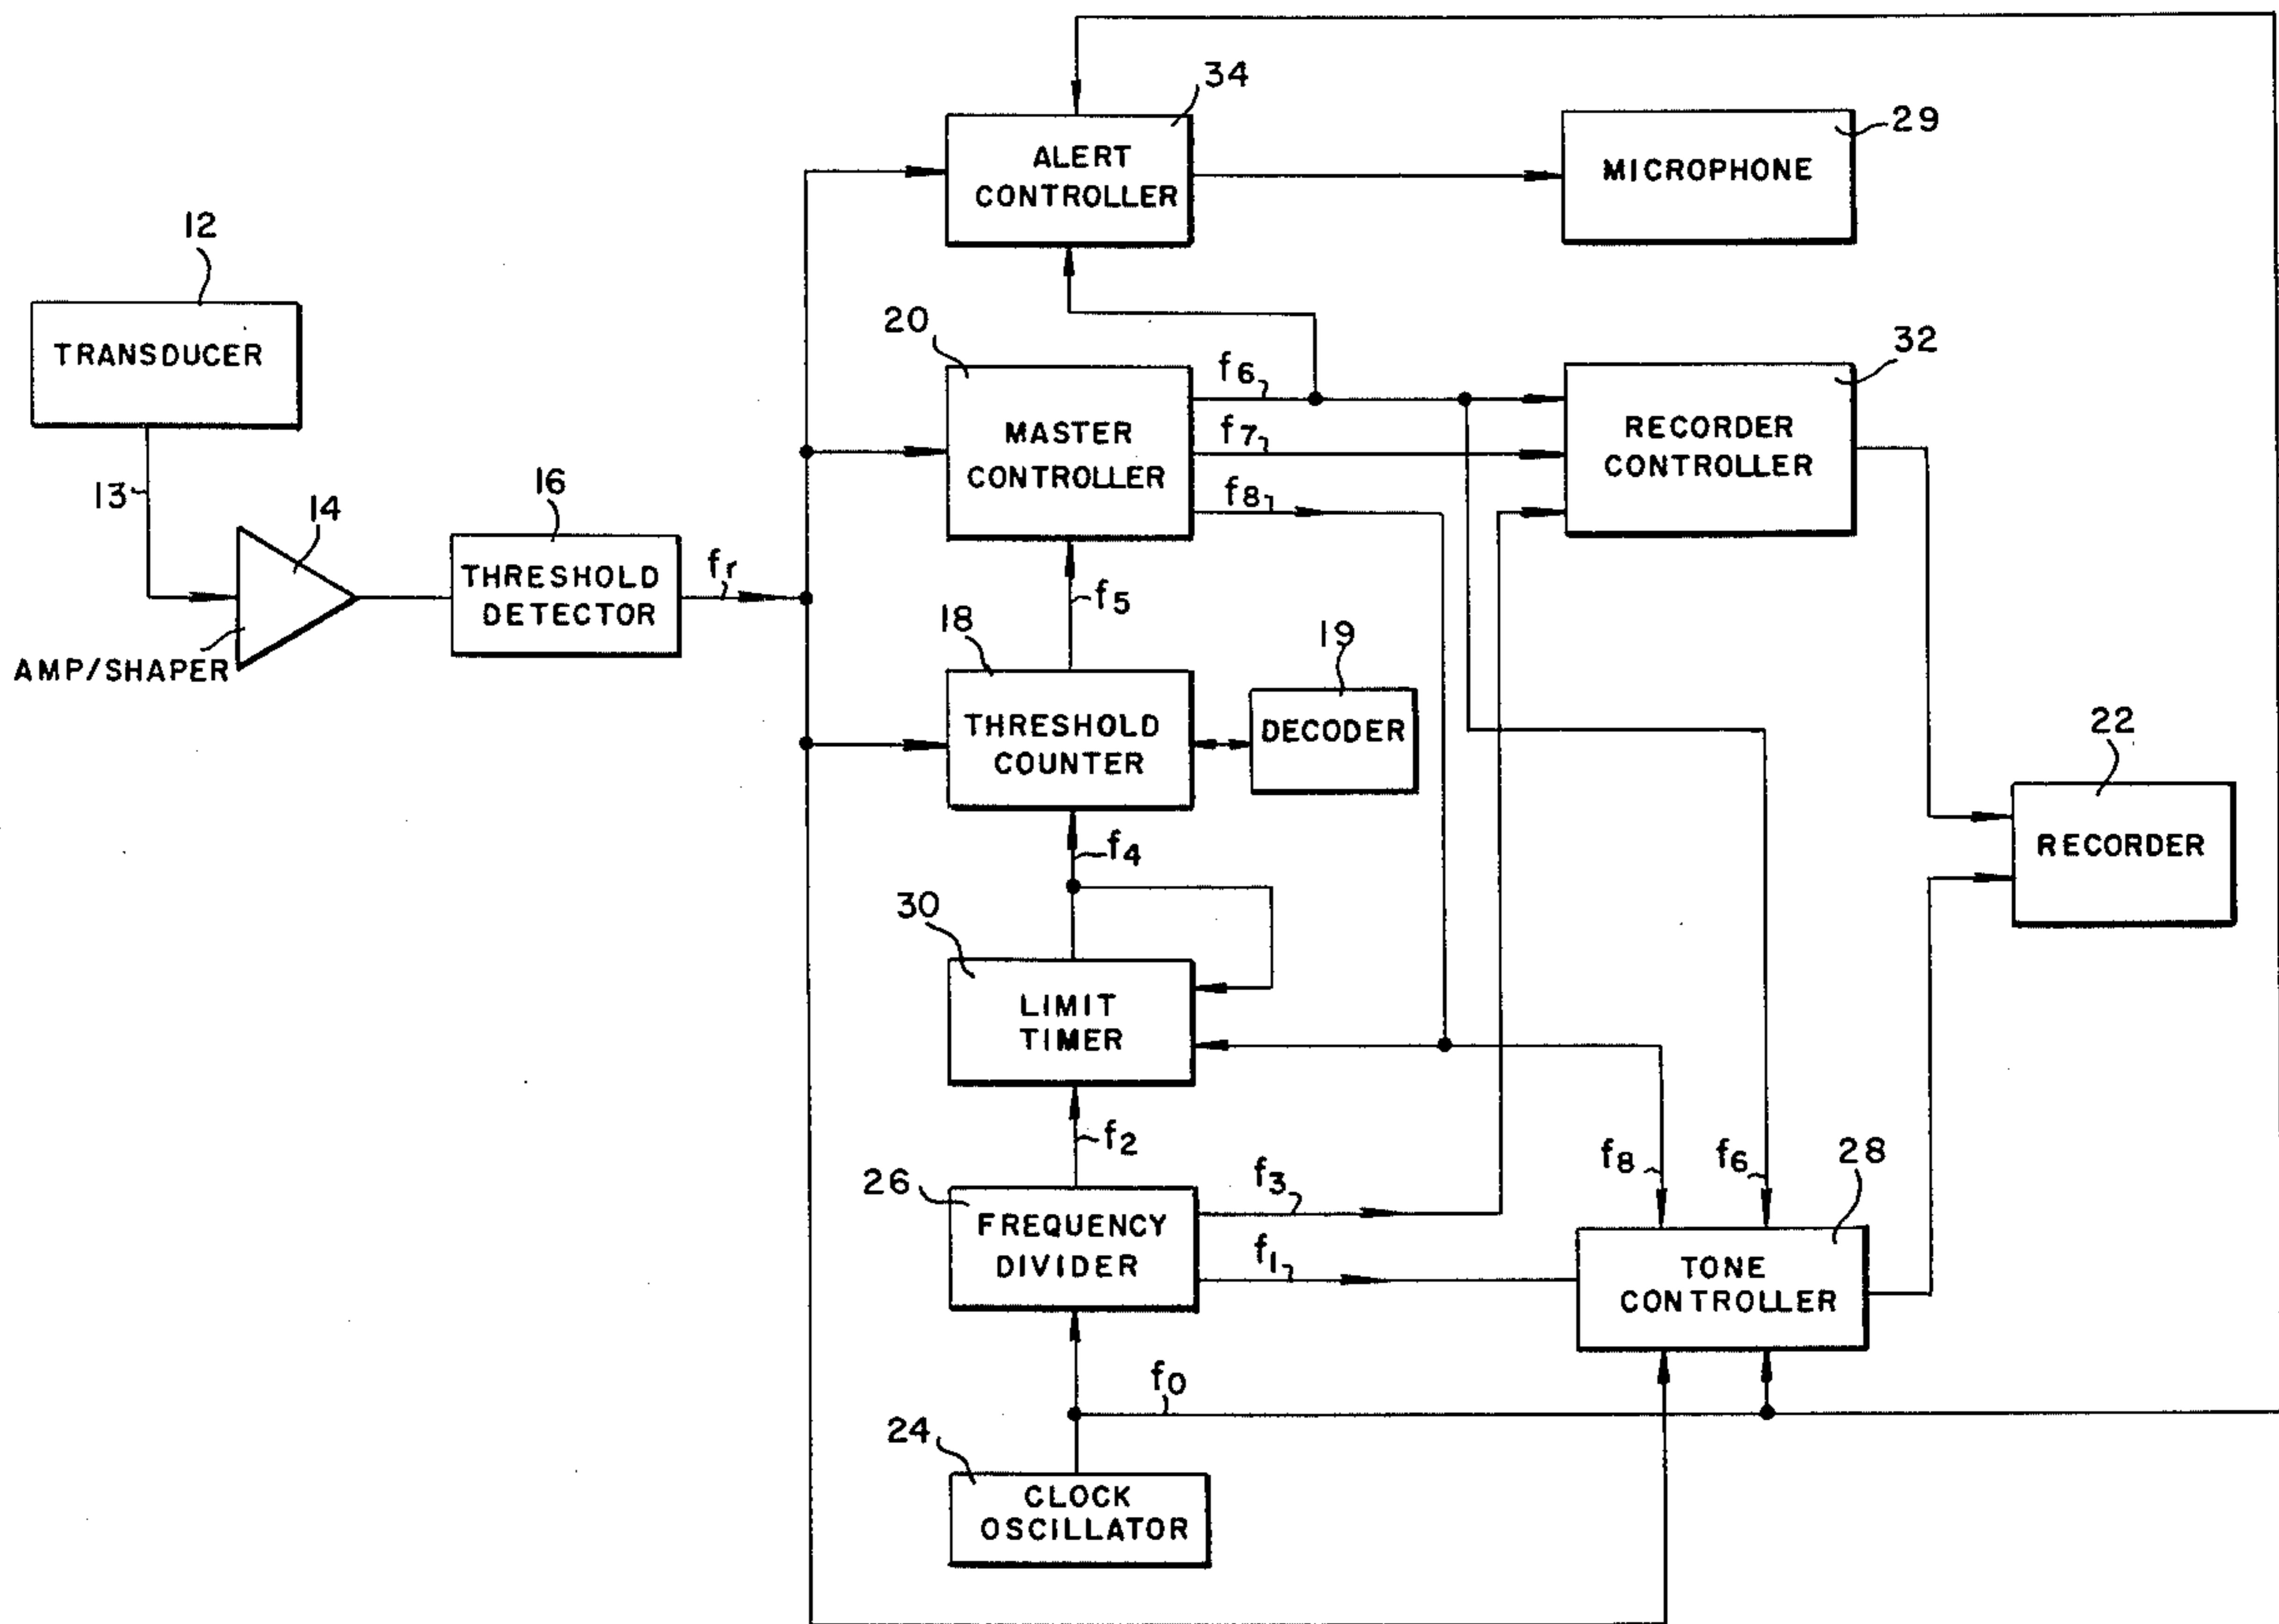 34
ALERT
CONTROLLER
29
MICROPHONE
12
TRANSDUCER
13
14
AMP/SHAPER
16
THRESHOLD
DETECTOR
fr
20
MASTER
CONTROLLER
f6
f7
f8
32
RECORDER
CONTROLLER
f5
18
THRESHOLD
COUNTER
19
DECODER
22
RECORDER
f4
30
LIMIT
TIMER
f2
26
FREQUENCY
DIVIDER
f3
f1
f8
f6
28
TONE
CONTROLLER
f0
24
CLOCK
OSCILLATOR